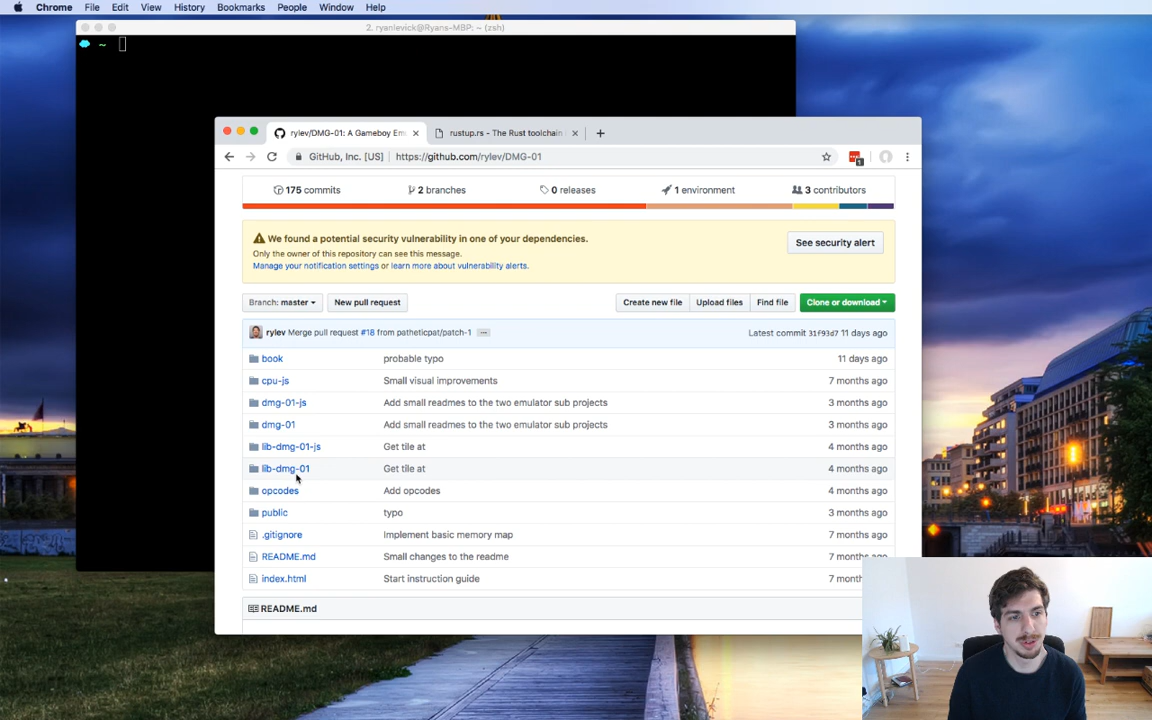 Chrome File Edit View History Bookmarks People Window Help
2. ryanlevick@Ryans-MBP: ~ (zsh)
~
rylev/DMG-01: A Gameboy Em
rustup.rs - The Rust toolchain
GitHub, Inc. [US] https://github.com/rylev/DMG-01
175 commits 2 branches 0 releases 1 environment 3 contributors
We found a potential security vulnerability in one of your dependencies.
Only the owner of this repository can see this message.
Manage your notification settings or learn more about vulnerability alerts.
See security alert
Branch: master New pull request Create new file Upload files Find file Clone or download
rylev Merge pull request #18 from patheticpat/patch-1 ... Latest commit 31f93d7 11 days ago
book probable typo 11 days ago
cpu-js Small visual improvements 7 months ago
dmg-01-js Add small readmes to the two emulator sub projects 3 months ago
dmg-01 Add small readmes to the two emulator sub projects 3 months ago
lib-dmg-01-js Get tile at 4 months ago
lib-dmg-01 Get tile at 4 months ago
opcodes Add opcodes 4 months ago
public typo 3 months ago
.gitignore Implement basic memory map 7 months ago
README.md Small changes to the readme 7 months ago
index.html Start instruction guide 7 month
README.md